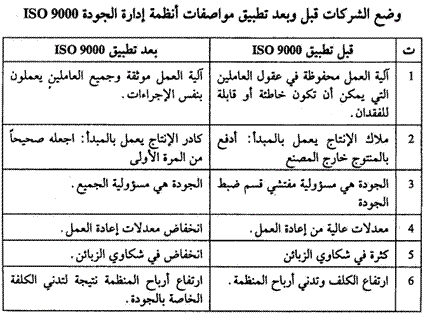 وضع الشركات قبل وبعد تطبيق مواصفات أنظمة إدارة الجودة ISO 9000
ت قبل تطبيق ISO 9000 بعد تطبيق ISO 9000
1 آلية العمل محفوظة في عقول العاملين آلية العمل موثقة وجميع العاملين يعملون
التي يمكن أن تكون خاطئة أو قابلة بنفس الإجراءات.
للفقدان.
2 ملاك الإنتاج يعمل بالمبدأ: أدفع كادر الإنتاج يعمل بالمبدأ: اجعله صحيحاً
بالمنتوج خارج المصنع من المرة الأولى
3 الجودة هي مسؤولية مفتشي قسم ضبط الجودة هي مسؤولية الجميع.
الجودة
4 معدلات عالية من إعادة العمل. انخفاض معدلات إعادة العمل.
5 كثرة في شكاوي الزبائن انخفاض في شكاوي الزبائن.
6 ارتفاع الكلف وتدني أرباح المنظمة. ارتفاع أرباح المنظمة نتيجة لتدني الكلفة
الخاصة بالجودة.